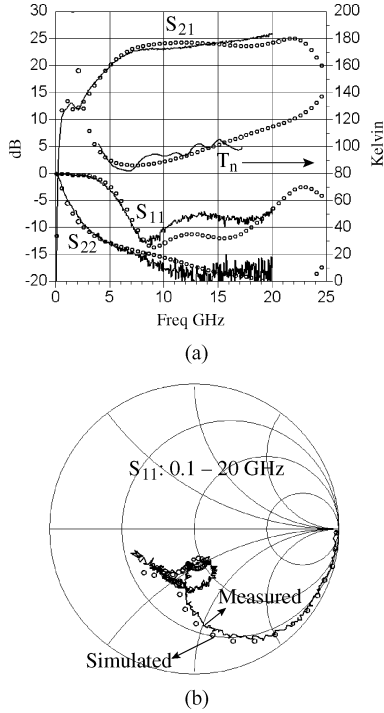 30
25
20
15
10
5
0
-5
-10
-15
-20
dB
200
180
160
140
120
100
80
60
40
20
0
Kelvin
S21
Tn
S11
S22
0 5 10 15 20 25
Freq GHz
(a)
S11: 0.1 – 20 GHz
Measured
Simulated
(b)